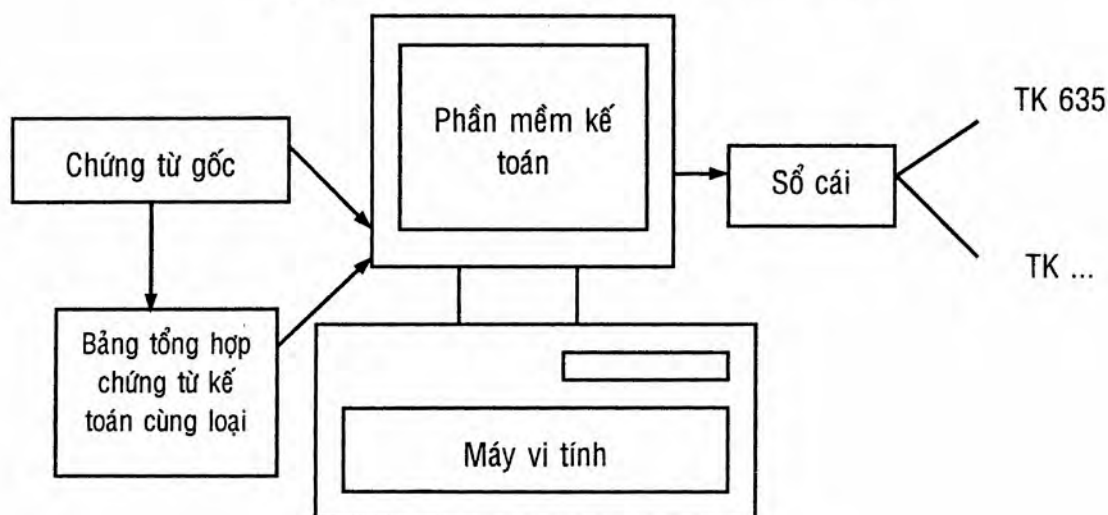 Chứng từ gốc
Bảng tổng hợp
chứng từ kế
toán cùng loại
Phần mềm kế
toán
Máy vi tính
Sổ cái
TK 635
TK ...